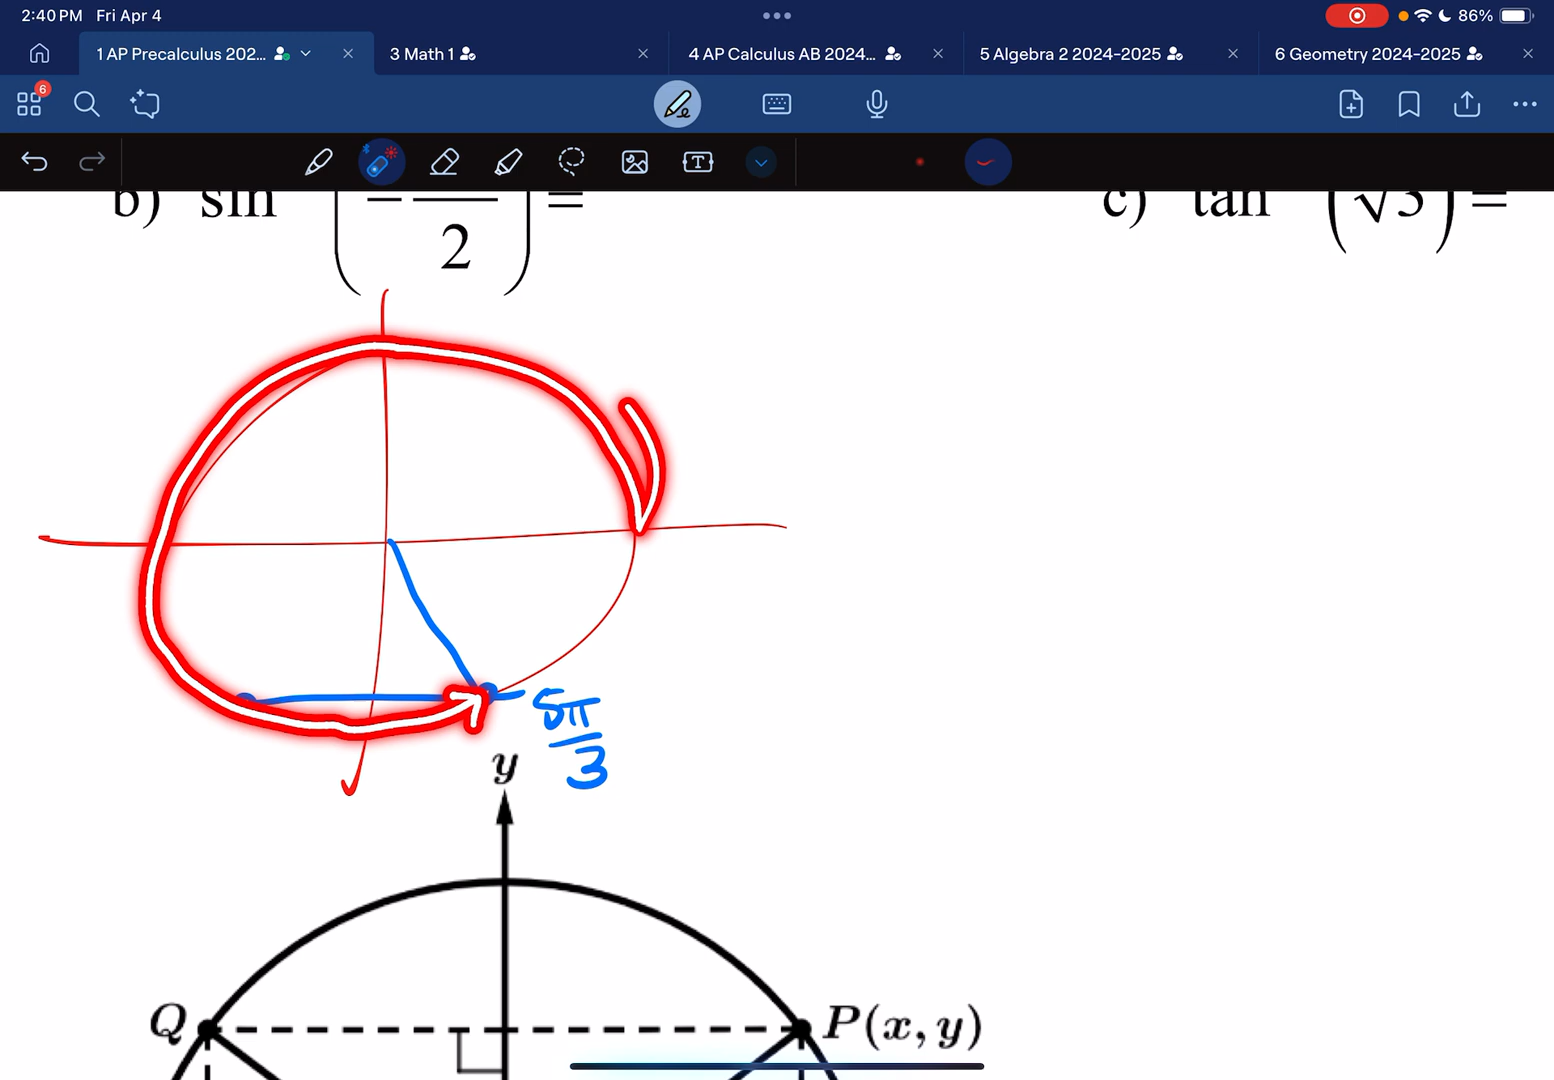 2:40 PM Fri Apr 4
86%
1 AP Precalculus 202...
3 Math 1
4 AP Calculus AB 2024...
5 Algebra 2 2024-2025
6 Geometry 2024-2025
6
T
b) sin (− 2) =
c) tan (√3) =
5π
3
y
Q
P(x, y)